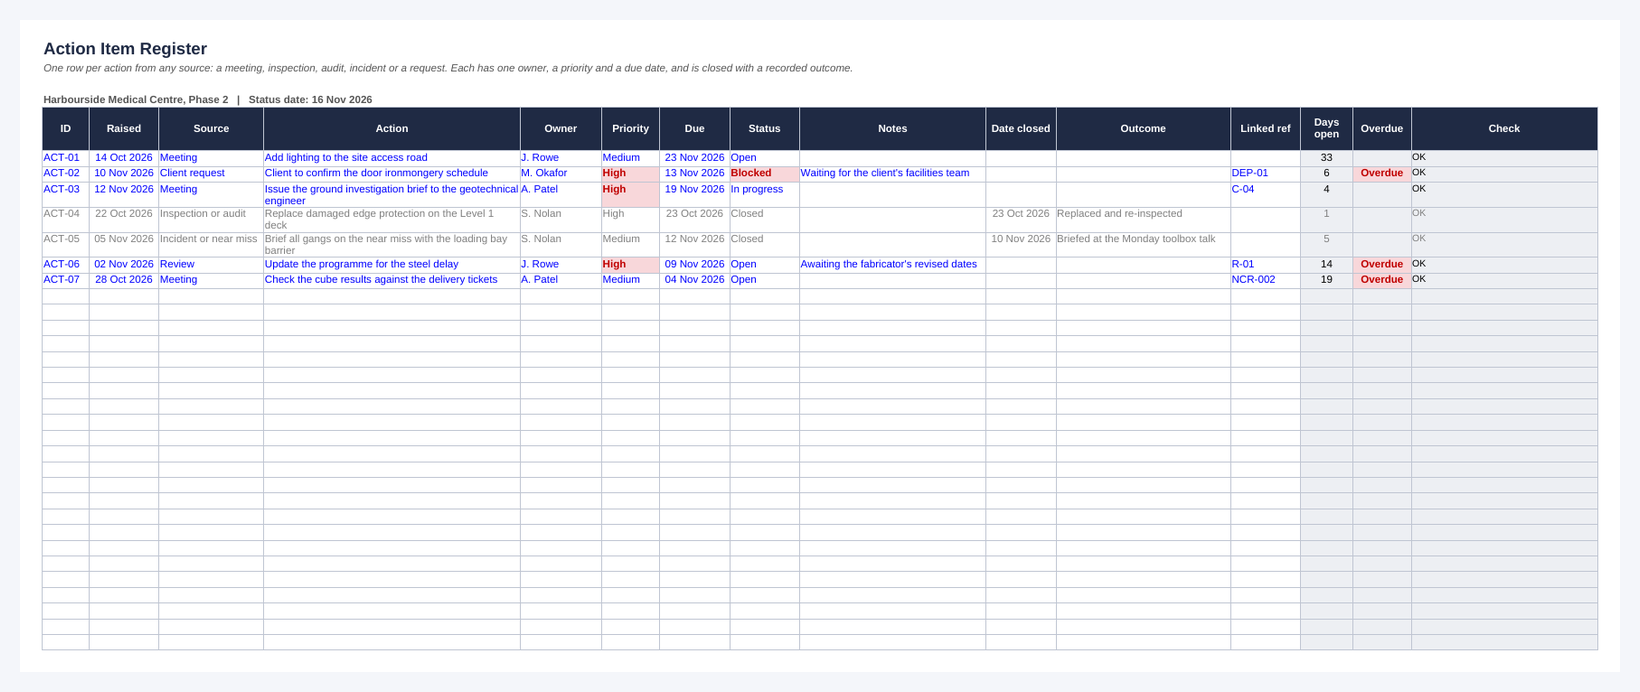 Action Item Register
One row per action from any source: a meeting, inspection, audit, incident or a request. Each has one owner, a priority and a due date, and is closed with a recorded outcome.
Harbourside Medical Centre, Phase 2 | Status date: 16 Nov 2026
ID Raised Source Action Owner Priority Due Status Notes Date closed Outcome Linked ref Days open Overdue Check
ACT-01 14 Oct 2026 Meeting Add lighting to the site access road J. Rowe Medium 23 Nov 2026 Open 33 OK
ACT-02 10 Nov 2026 Client request Client to confirm the door ironmongery schedule M. Okafor High 13 Nov 2026 Blocked Waiting for the client's facilities team DEP-01 6 Overdue OK
ACT-03 12 Nov 2026 Meeting Issue the ground investigation brief to the geotechnical engineer A. Patel High 19 Nov 2026 In progress C-04 4 OK
ACT-04 22 Oct 2026 Inspection or audit Replace damaged edge protection on the Level 1 deck S. Nolan High 23 Oct 2026 Closed 23 Oct 2026 Replaced and re-inspected 1 OK
ACT-05 05 Nov 2026 Incident or near miss Brief all gangs on the near miss with the loading bay barrier S. Nolan Medium 12 Nov 2026 Closed 10 Nov 2026 Briefed at the Monday toolbox talk 5 OK
ACT-06 02 Nov 2026 Review Update the programme for the steel delay J. Rowe High 09 Nov 2026 Open Awaiting the fabricator's revised dates R-01 14 Overdue OK
ACT-07 28 Oct 2026 Meeting Check the cube results against the delivery tickets A. Patel Medium 04 Nov 2026 Open NCR-002 19 Overdue OK